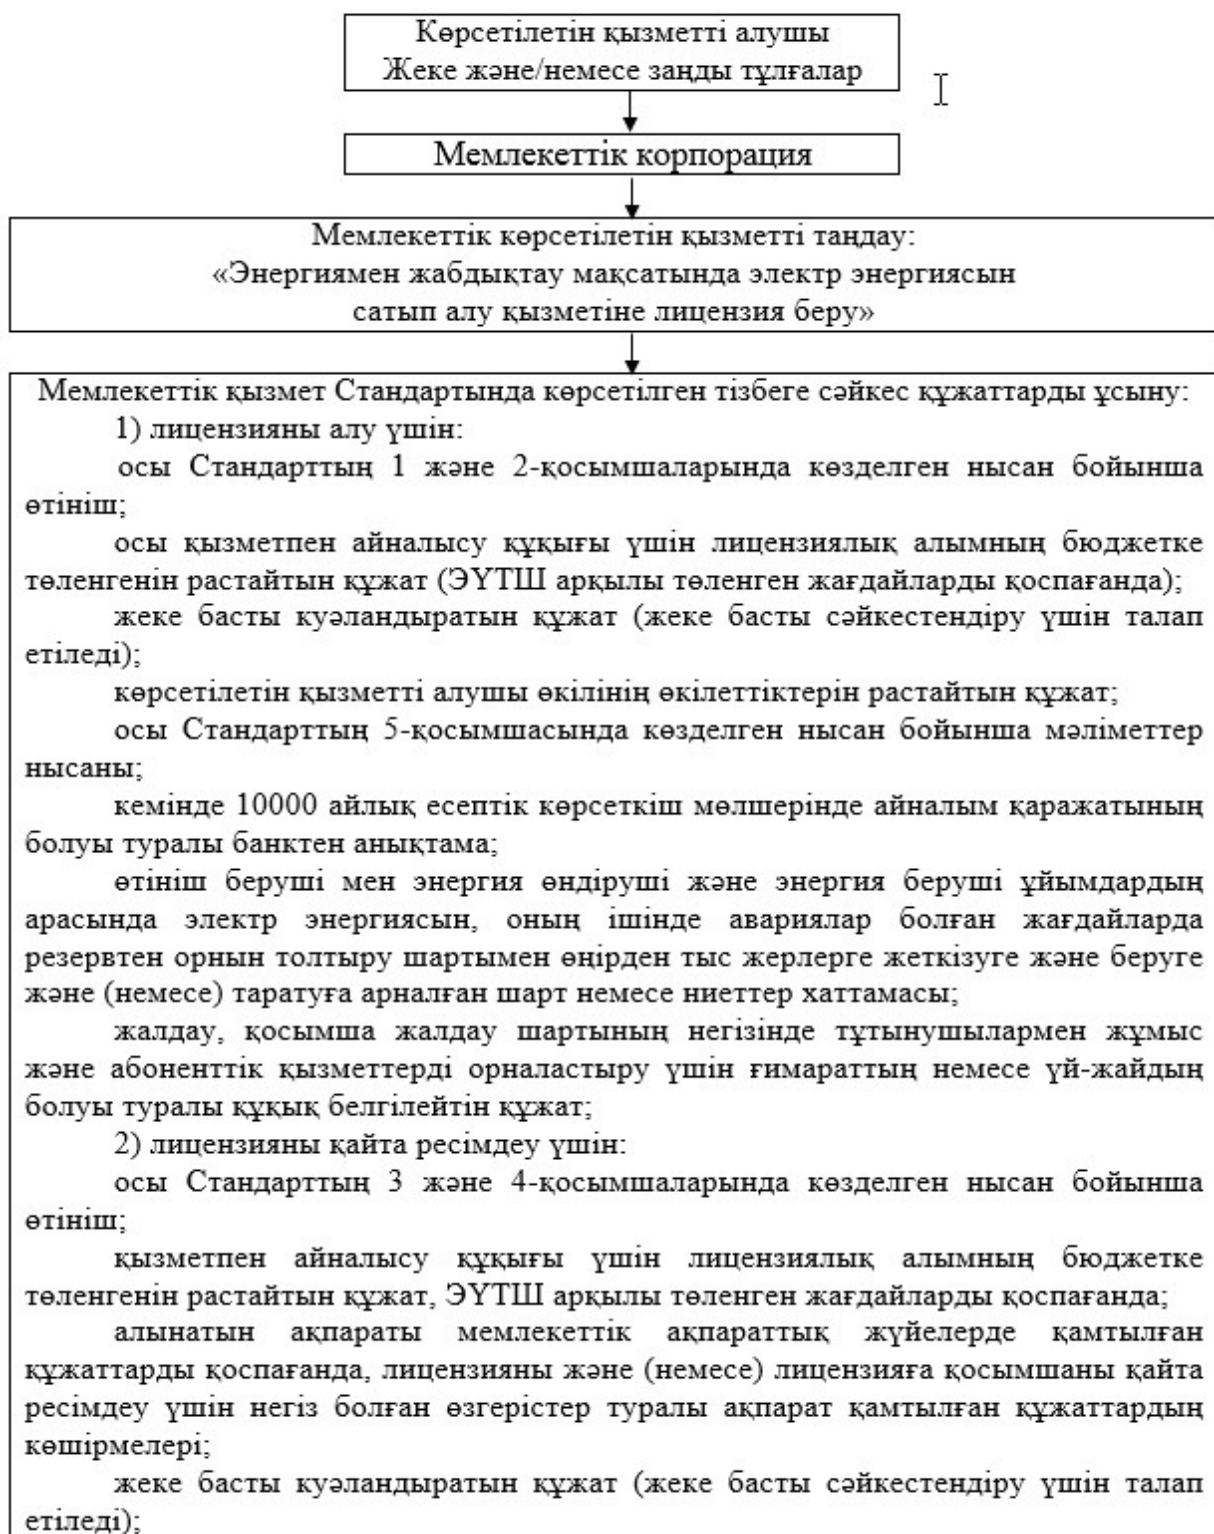 Көрсетілетін қызметті алушы
Жеке және/немесе заңды тұлғалар
Мемлекеттік корпорация
Мемлекеттік көрсетілетін қызметті таңдау:
«Энергиямен жабдықтау мақсатында электр энергиясын
сатып алу қызметіне лицензия беру»
Мемлекеттік қызмет Стандартында көрсетілген тізбеге сәйкес құжаттарды ұсыну:
1) лицензияны алу үшін:
осы Стандарттың 1 және 2-қосымшаларында көзделген нысан бойынша
өтініш;
осы қызметпен айналысу құқығы үшін лицензиялық алымның бюджетке
төленгенін растайтын құжат (ЭҮТШ арқылы төленген жағдайларды қоспағанда);
жеке басты куәландыратын құжат (жеке басты сәйкестендіру үшін талап
етіледі);
көрсетілетін қызметті алушы өкілінің өкілеттіктерін растайтын құжат;
осы Стандарттың 5-қосымшасында көзделген нысан бойынша мәліметтер
нысаны;
кемінде 10000 айлық есептік көрсеткіш мөлшерінде айналым қаражатының
болуы туралы банктен анықтама;
өтініш беруші мен энергия өндіруші және энергия беруші ұйымдардың
арасында электр энергиясын, оның ішінде авариялар болған жағдайларда
резервтен орнын толтыру шартымен өңірден тыс жерлерге жеткізуге және беруге
және (немесе) таратуға арналған шарт немесе ниеттер хаттамасы;
жалдау, қосымша жалдау шартының негізінде тұтынушылармен жұмыс
және абоненттік қызметтерді орналастыру үшін ғимараттың немесе үй-жайдың
болуы туралы құқық белгілейтін құжат;
2) лицензияны қайта ресімдеу үшін:
осы Стандарттың 3 және 4-қосымшаларында көзделген нысан бойынша
өтініш;
қызметпен айналысу құқығы үшін лицензиялық алымның бюджетке
төленгенін растайтын құжат, ЭҮТШ арқылы төленген жағдайларды қоспағанда;
алынатын ақпараты мемлекеттік ақпараттық жүйелерде қамтылған
құжаттарды қоспағанда, лицензияны және (немесе) лицензияға қосымшаны қайта
ресімдеу үшін негіз болған өзгерістер туралы ақпарат қамтылған құжаттардың
көшірмелері;
жеке басты куәландыратын құжат (жеке басты сәйкестендіру үшін талап
етіледі);